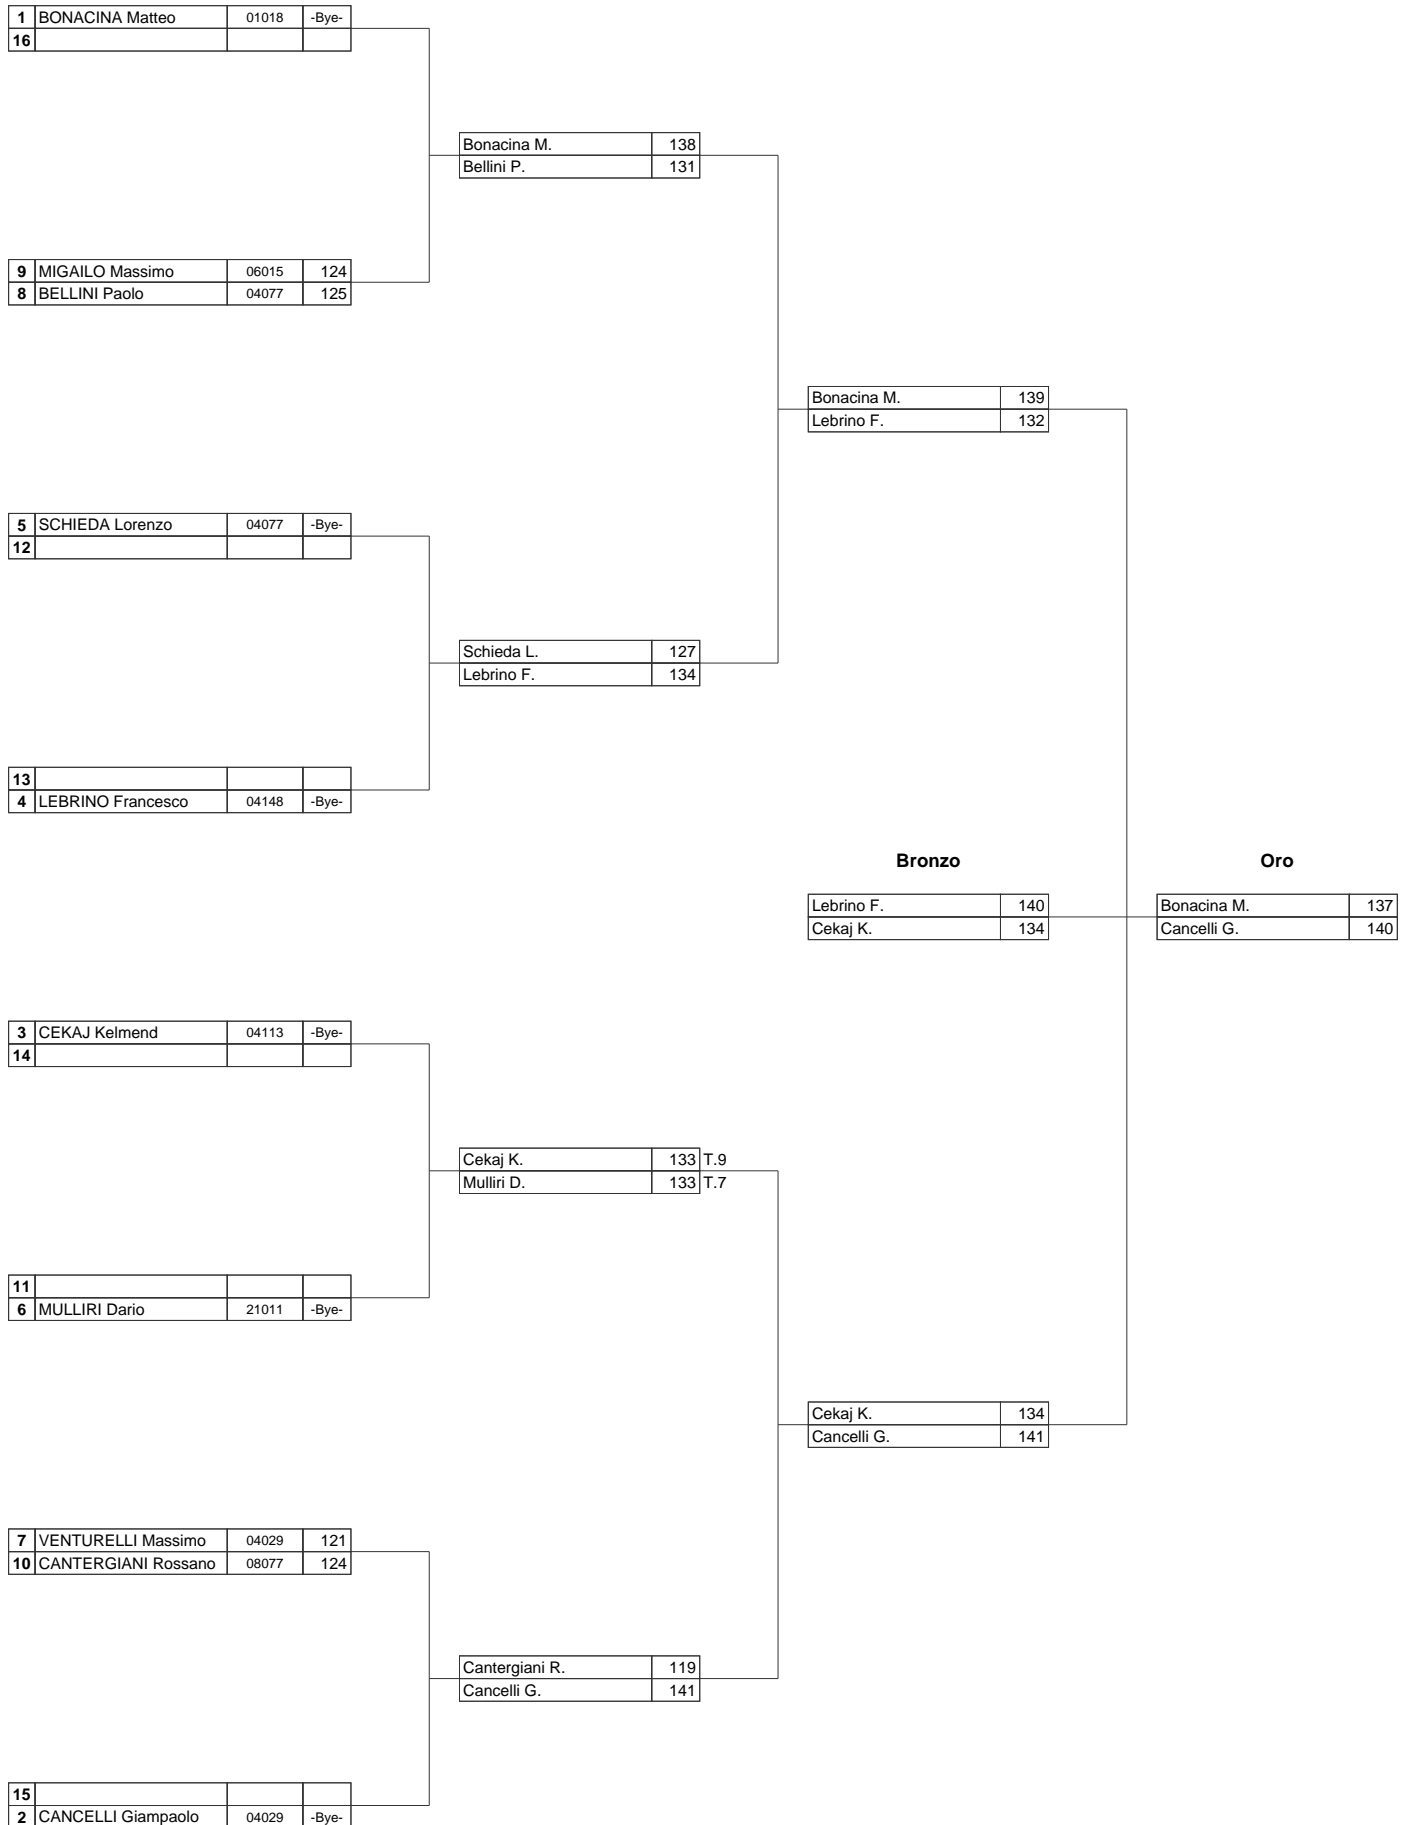 1 BONACINA Matteo 01018 -Bye-
16
Bonacina M. 138
Bellini P. 131
9 MIGAILO Massimo 06015 124
8 BELLINI Paolo 04077 125
Bonacina M. 139
Lebrino F. 132
5 SCHIEDA Lorenzo 04077 -Bye-
12
Schieda L. 127
Lebrino F. 134
13
4 LEBRINO Francesco 04148 -Bye-
Bronzo Oro
Lebrino F. 140 Bonacina M. 137
Cekaj K. 134 Cancelli G. 140
3 CEKAJ Kelmend 04113 -Bye-
14
Cekaj K. 133 T.9
Mulliri D. 133 T.7
11
6 MULLIRI Dario 21011 -Bye-
Cekaj K. 134
Cancelli G. 141
7 VENTURELLI Massimo 04029 121
10 CANTERGIANI Rossano 08077 124
Cantergiani R. 119
Cancelli G. 141
15
2 CANCELLI Giampaolo 04029 -Bye-